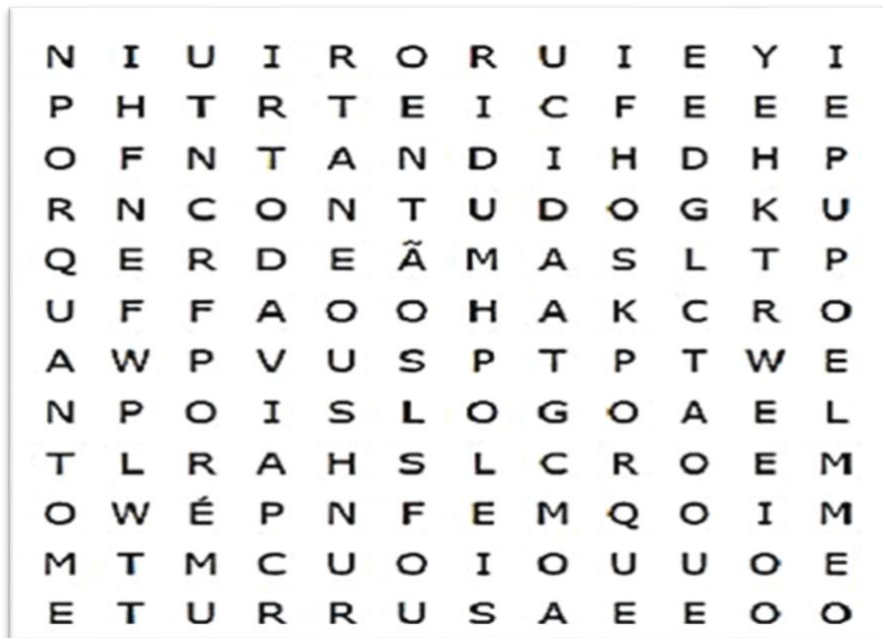 N I U I R O R U I E Y I
P H T R T E I C F E E E
O F N T A N D I H D H P
R N C O N T U D O G K U
Q E R D E Ã M A S L T P
U F F A O O H A K C R O
A W P V U S P T P T W E
N P O I S L O G O A E L
T L R A H S L C R O E M
O W É P N F E M Q O I M
M T M C U O I O U U O E
E T U R R U S A E E O O